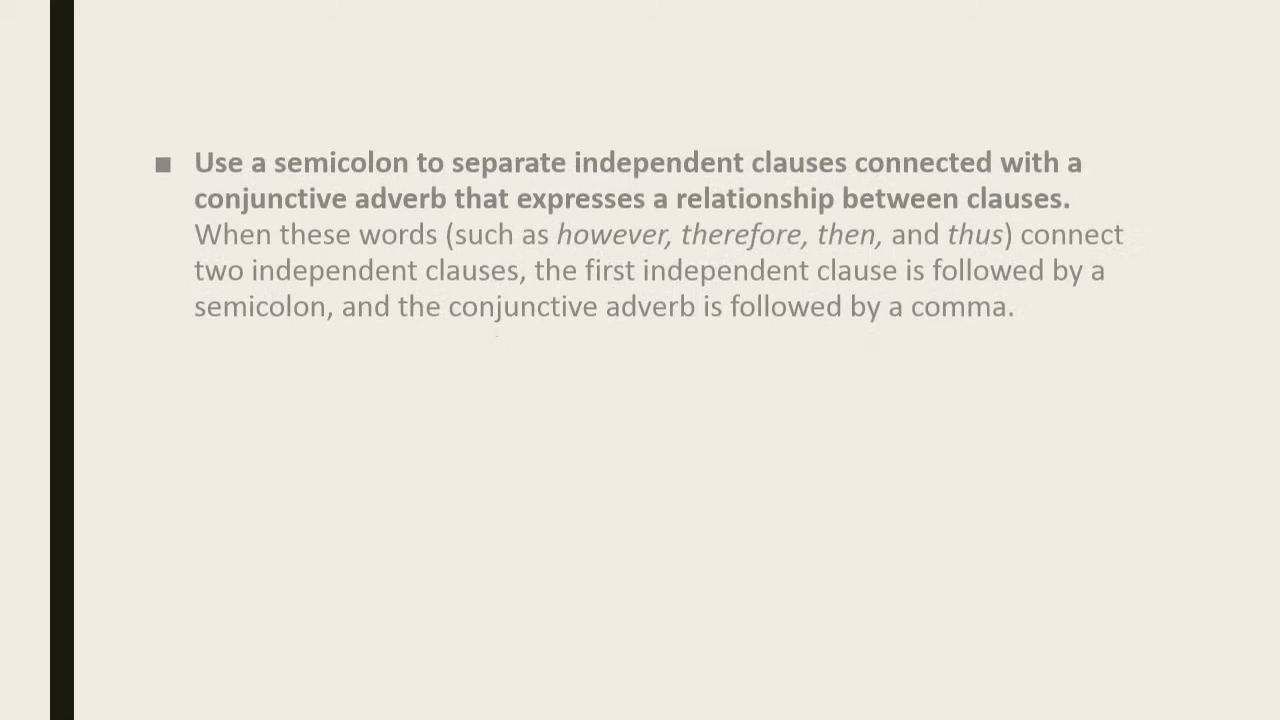 Use a semicolon to separate independent clauses connected with a
conjunctive adverb that expresses a relationship between clauses.
When these words (such as however, therefore, then, and thus) connect
two independent clauses, the first independent clause is followed by a
semicolon, and the conjunctive adverb is followed by a comma.